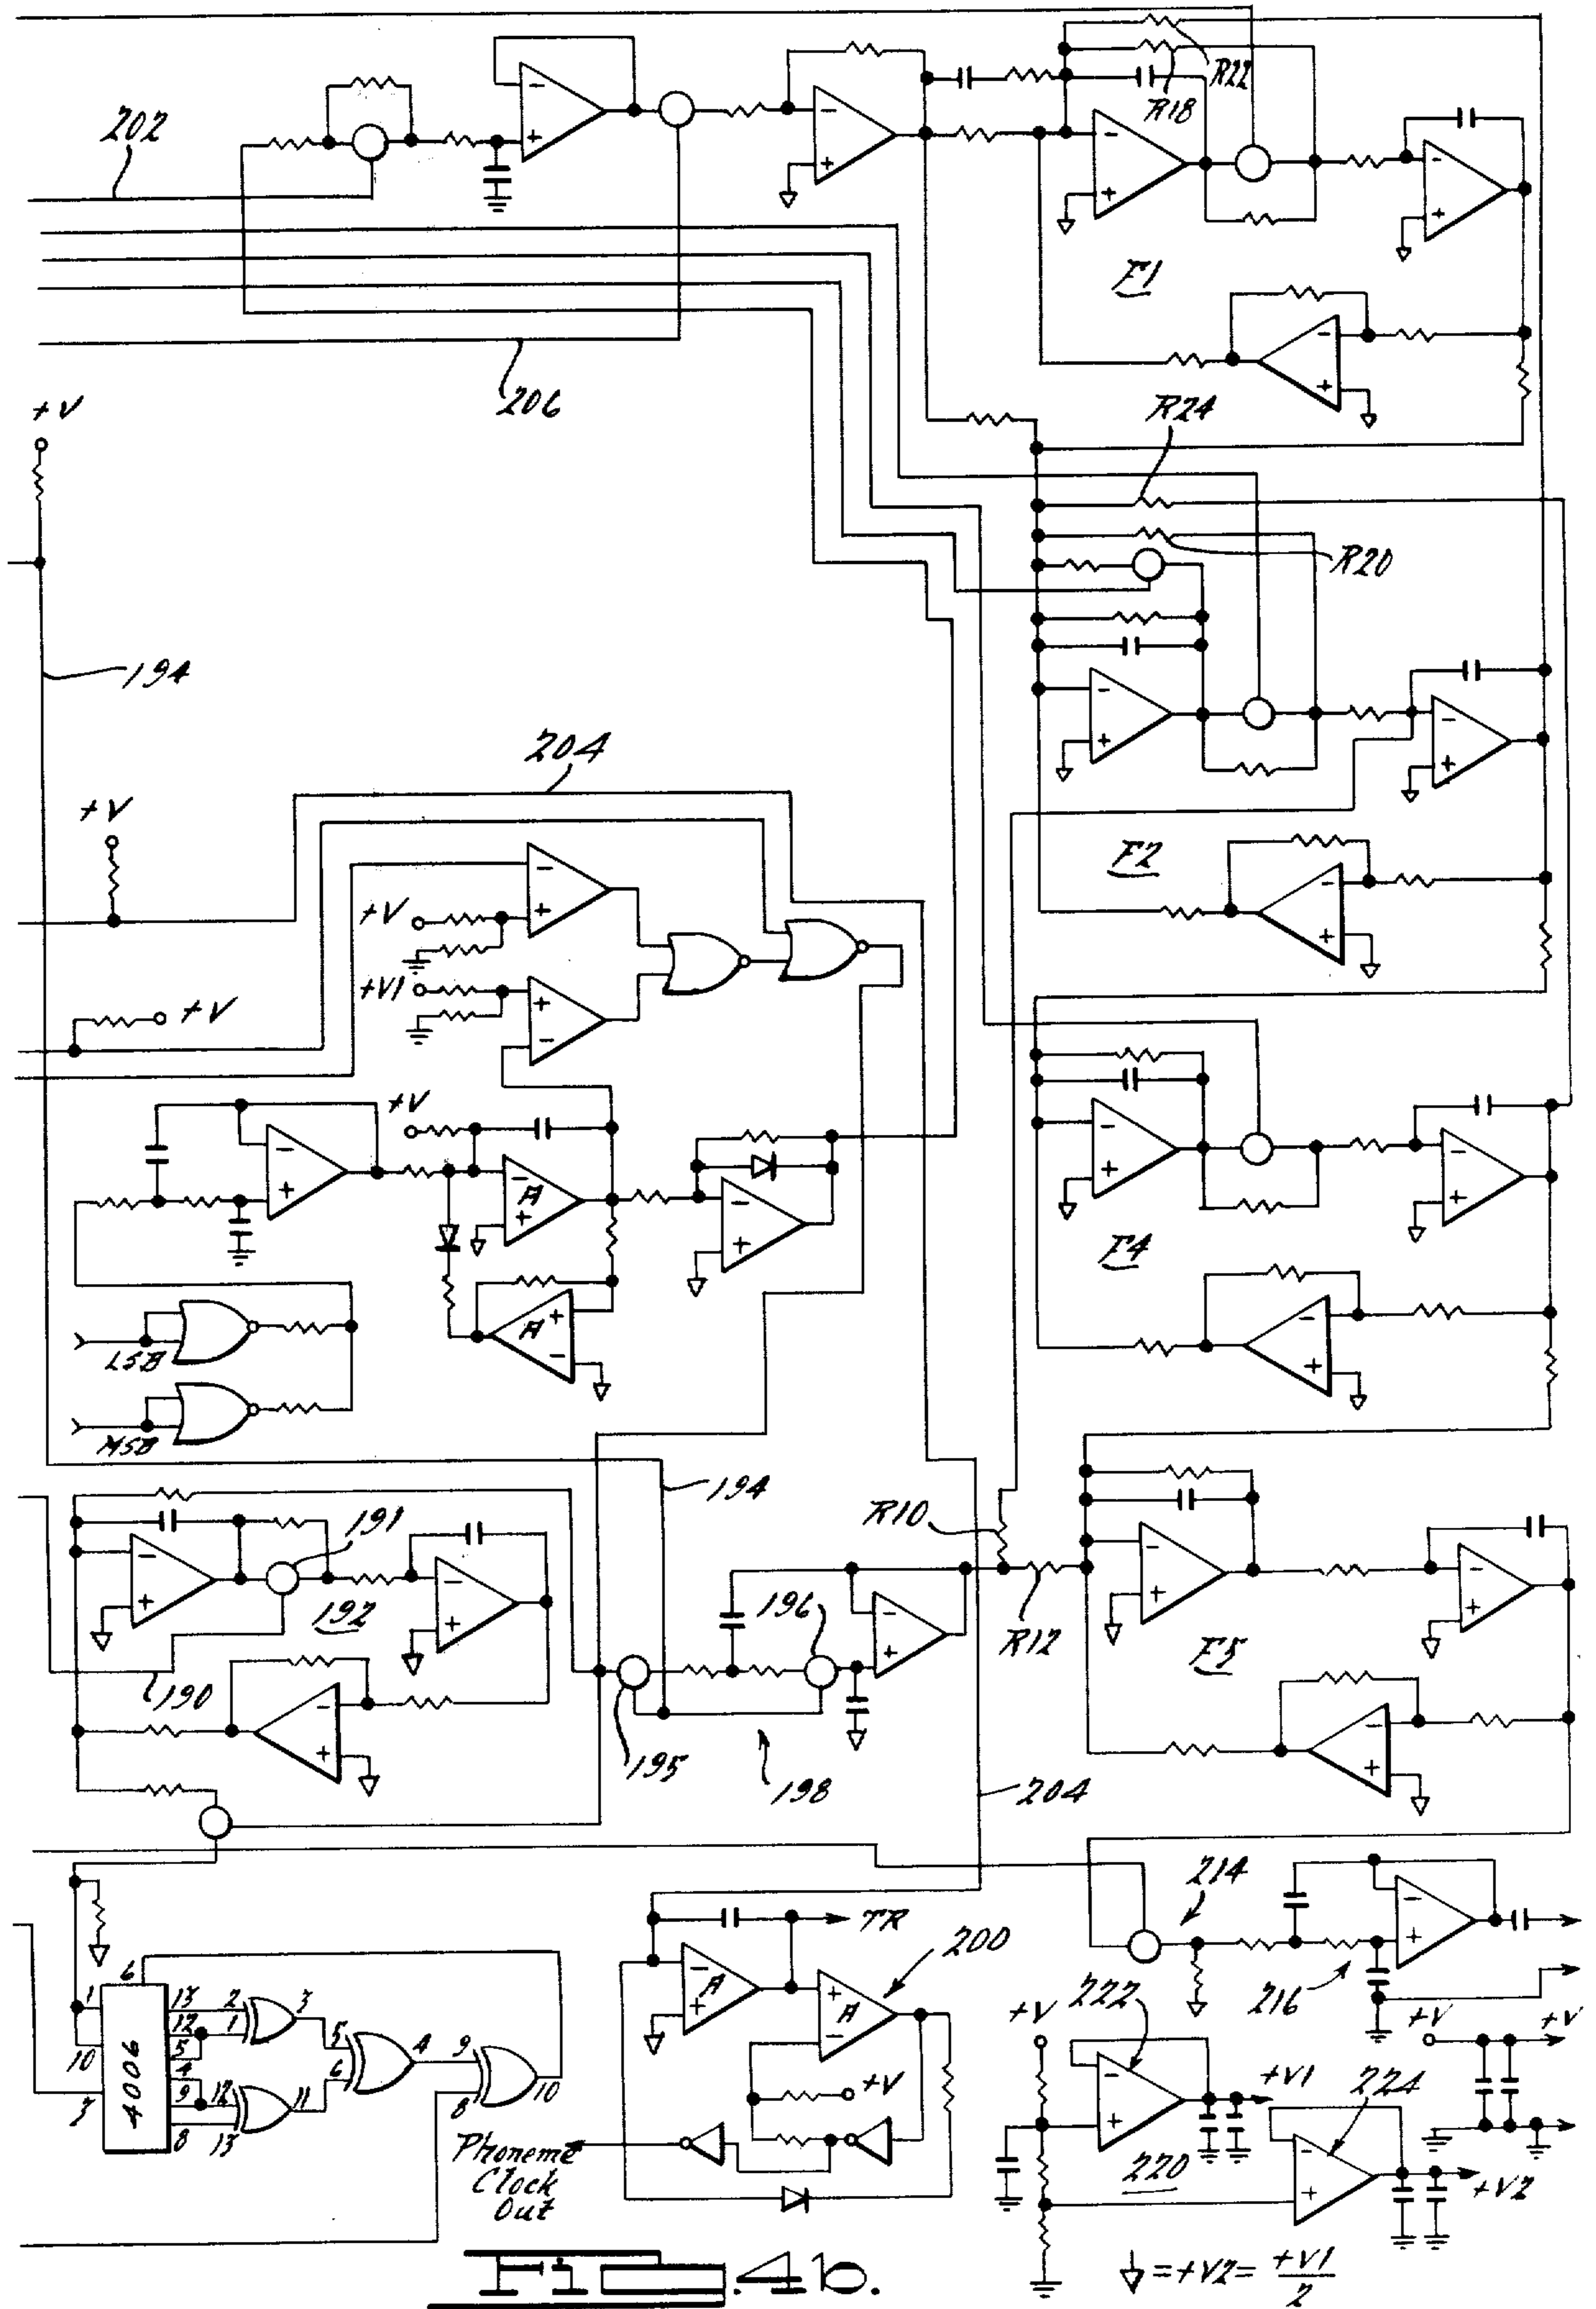 R22
R18
202
F1
206
+V
R24
R20
194
204
+V
F2
+V
+V1
+V
+V
A
F4
A
LSB
MSB
194
R10
191
196
192
R12
F5
190
195
198
204
214
TR
200
216
6
1
13
2
3
12
1
5
5
4
10
4
6
9
9
12
11
10
3
8
13
8
4006
A
A
+V
222
+V
+V
+V
+V1
224
Phoneme
Clock
Out
220
+V2
Fig. 4b.
= +V2 = +V1/2